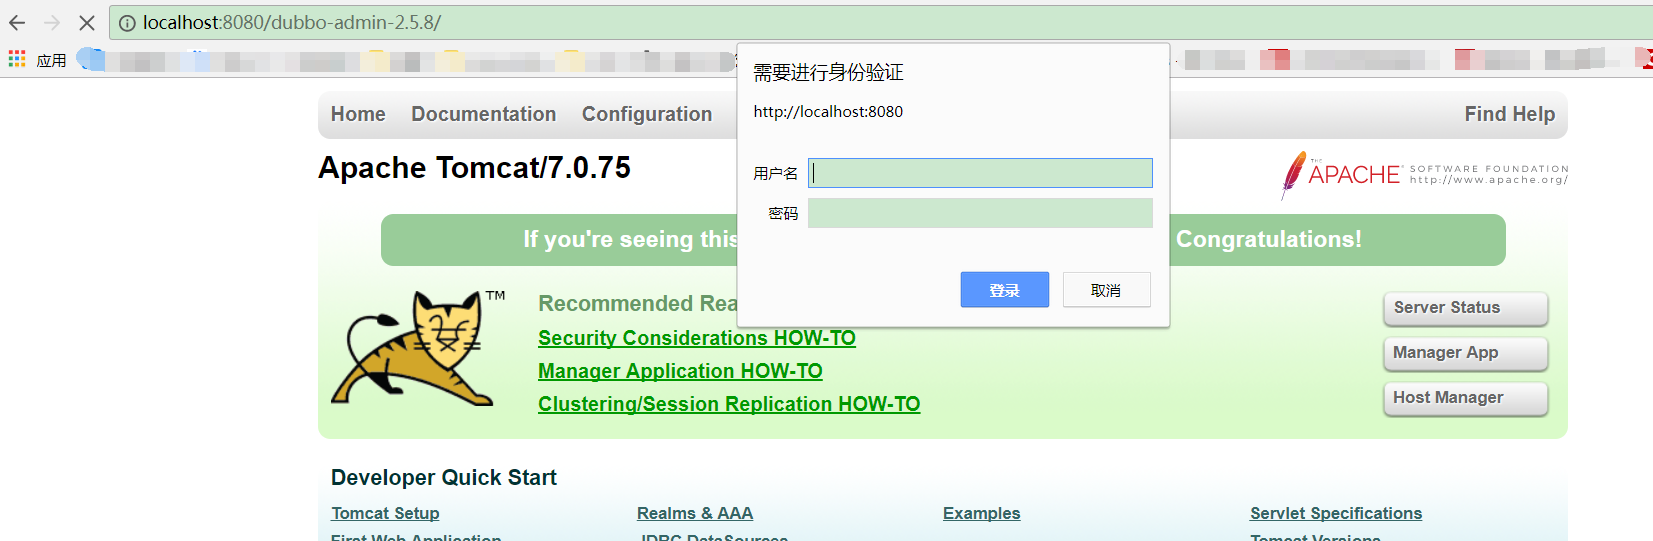 localhost:8080/dubbo-admin-2.5.8/
应用
需要进行身份验证
http://localhost:8080
用户名
密码
登录
取消
Home
Documentation
Configuration
Find Help
Apache Tomcat/7.0.75
THE
APACHE
SOFTWARE FOUNDATION
http://www.apache.org/
If you're seeing this
Congratulations!
TM
Recommended Rea
Security Considerations HOW-TO
Manager Application HOW-TO
Clustering/Session Replication HOW-TO
Server Status
Manager App
Host Manager
Developer Quick Start
Tomcat Setup
Realms & AAA
Examples
Servlet Specifications
First Web Application
JDBC DataSources
Tomcat Versions